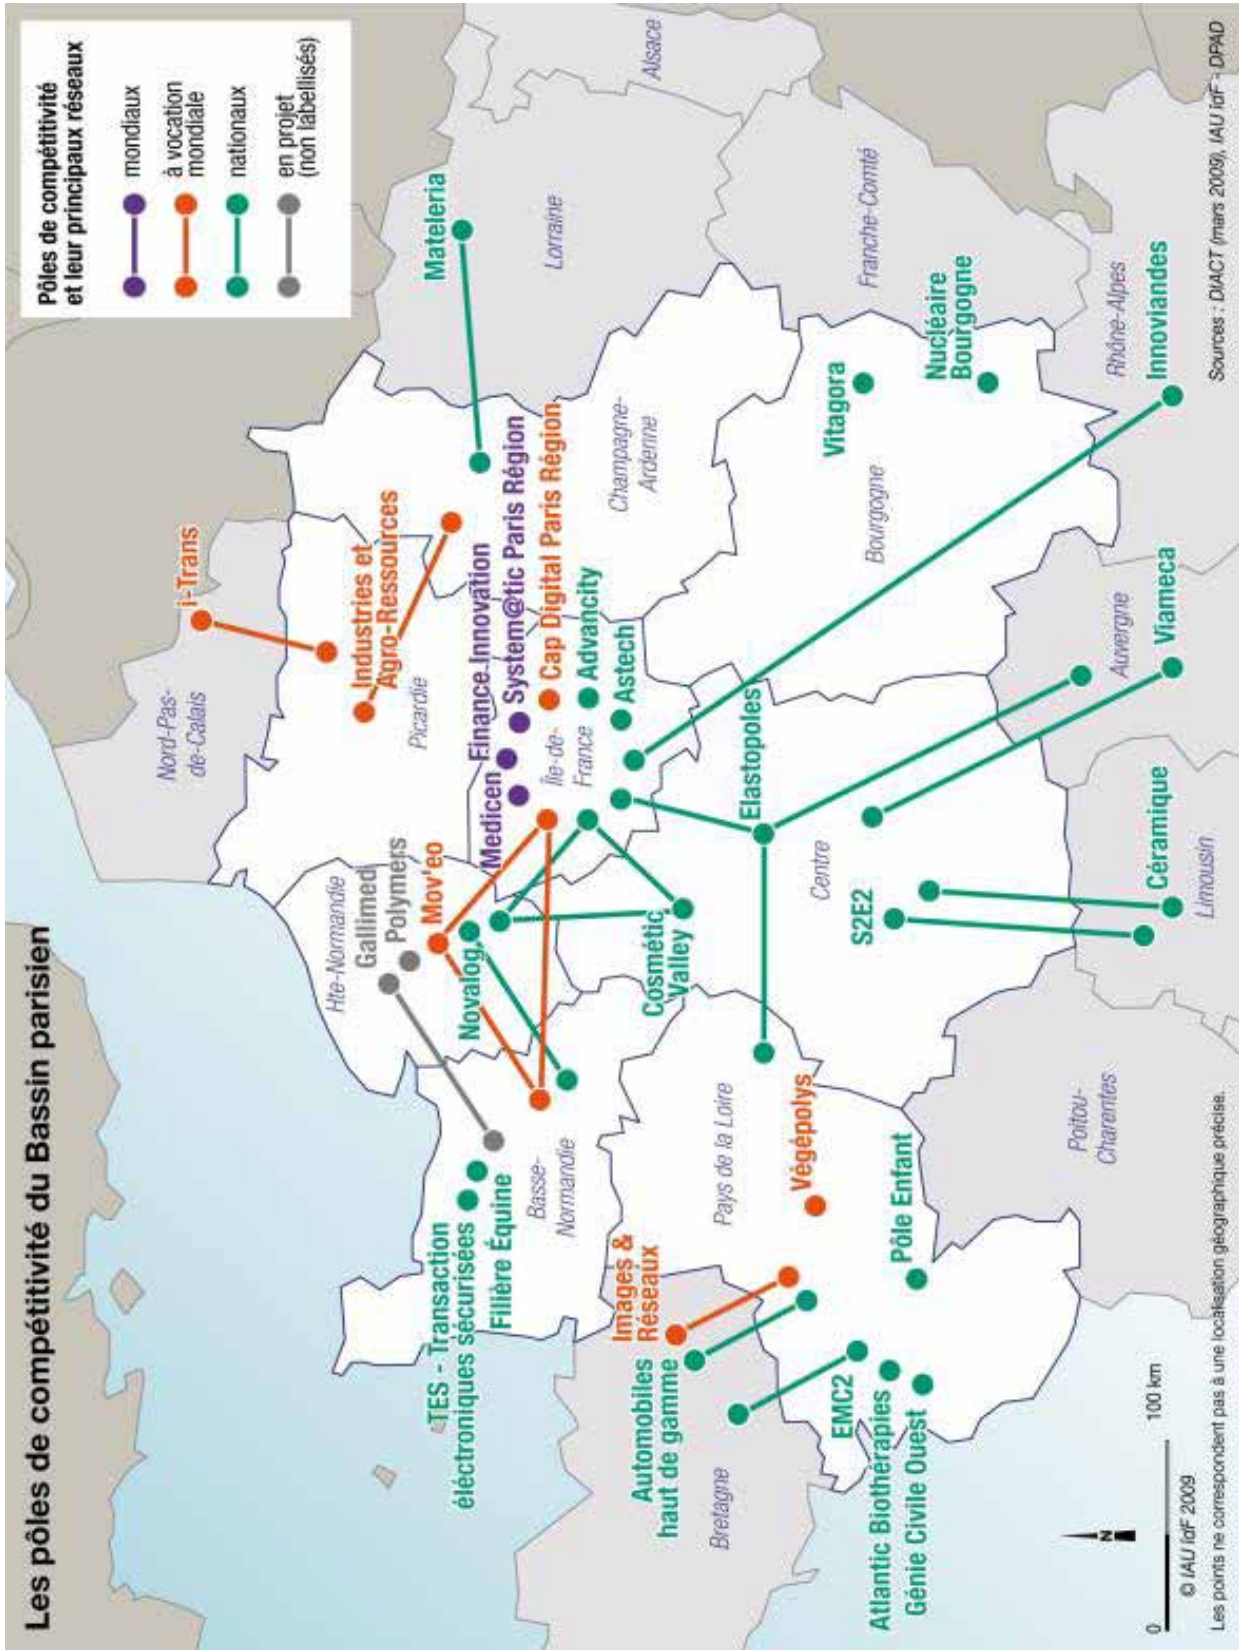 Les pôles de compétitivité du Bassin parisien
Pôles de compétitivité
et leur principaux réseaux
mondiaux
à vocation
mondiale
nationaux
en projet
(non labellisés)
i-Trans
Nord-Pas-
de-Calais
Industries et
Agro-Ressources
Picardie
Hte-Normandie
Gallimed
Polymers
Mov'eo
Novalog
Medicen
Finance Innovation
System@tic Paris Région
Cap Digital Paris Région
Île-de-
France
Advancity
Astech
Materalia
Lorraine
Alsace
Champagne-
Ardenne
TES - Transaction
éléctroniques sécurisées
Filière Équine
Basse-
Normandie
Cosmétic
Valley
Images &
Réseaux
Automobiles
haut de gamme
Bretagne
Pays de la Loire
Végépolys
Elastopoles
Centre
S2E2
Bourgogne
Vitagora
Franche-Comté
Nucléaire
Bourgogne
EMC2
Atlantic Biothérapies
Génie Civile Ouest
Pôle Enfant
Poitou-
Charentes
Céramique
Limousin
Auvergne
Viameca
Rhône-Alpes
Innoviandes
N
0
100 km
© IAU îdF 2009
Les points ne correspondent pas à une localisation géographique précise.
Sources : DIACT (mars 2009), IAU îdF - DPAD